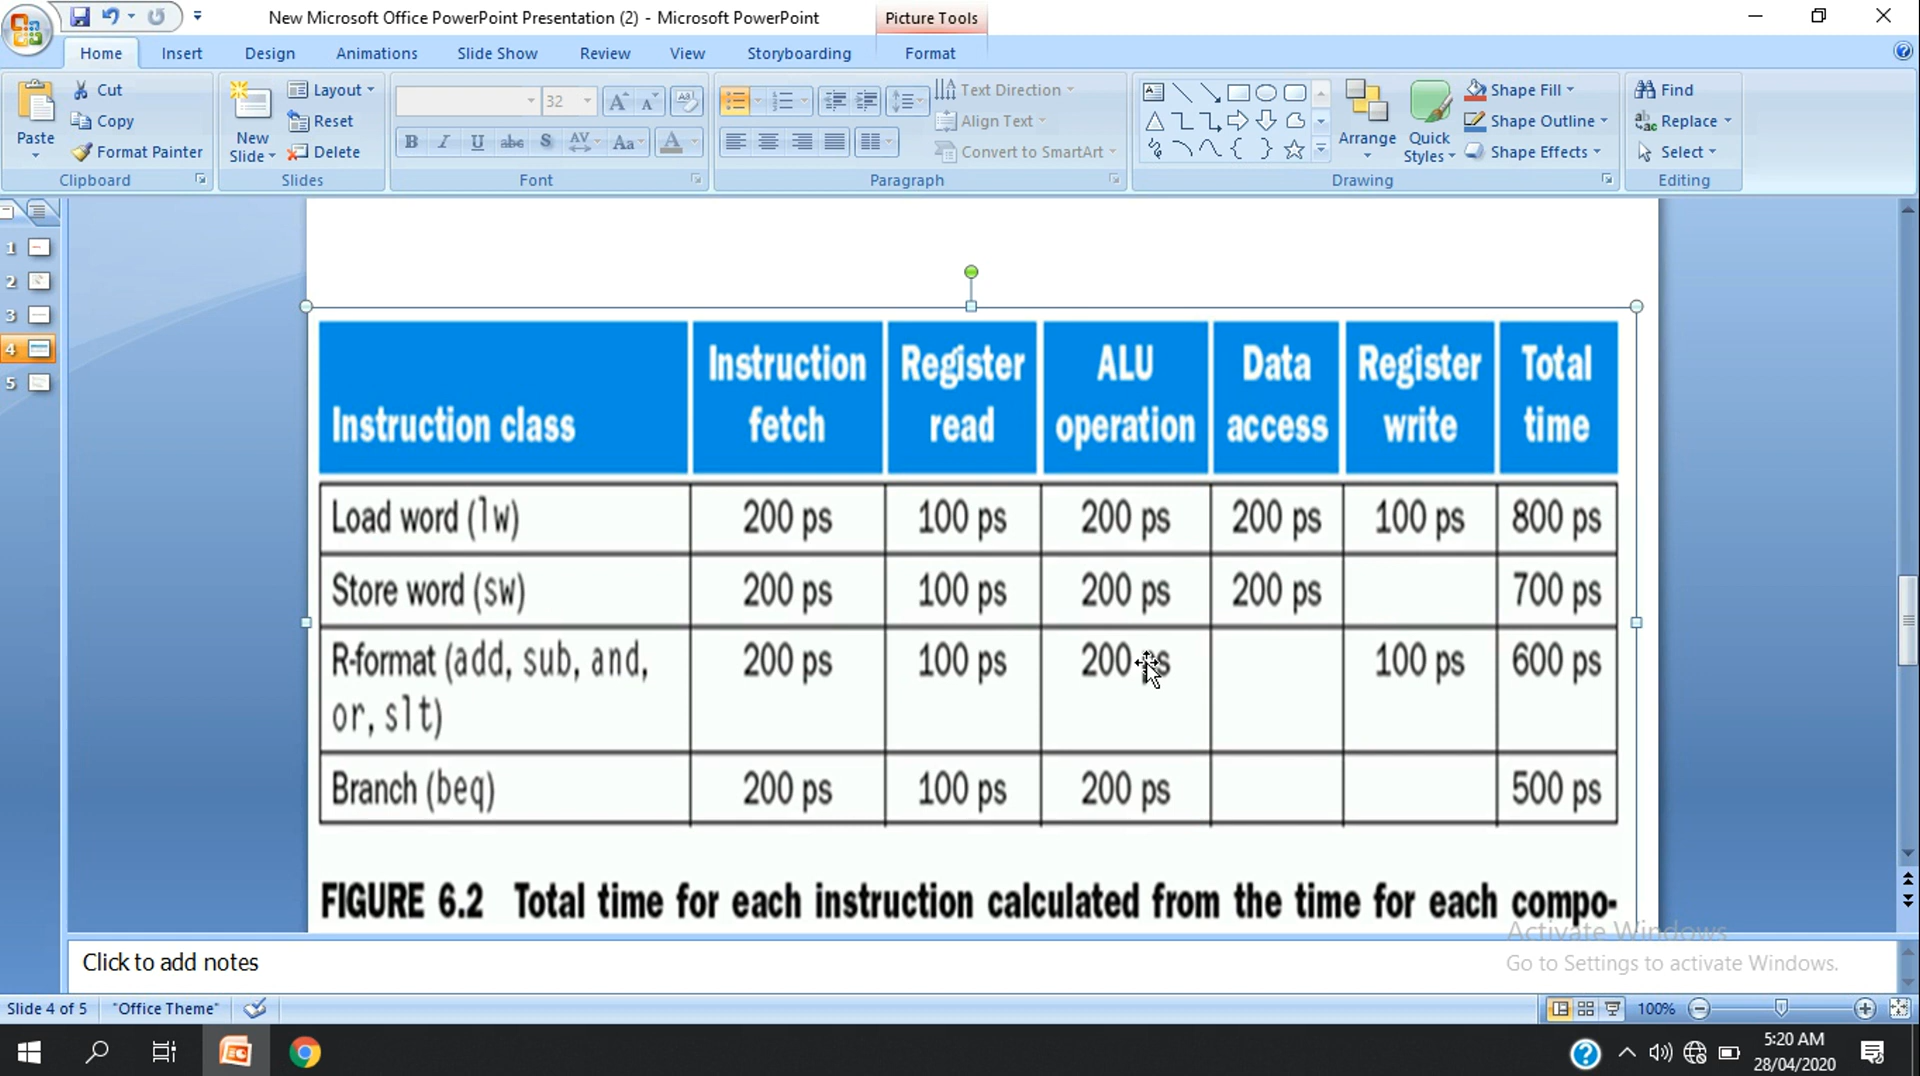 New Microsoft Office PowerPoint Presentation (2) - Microsoft PowerPoint
Picture Tools
Home Insert Design Animations Slide Show Review View Storyboarding Format
Paste
Cut
Copy
Format Painter
Clipboard
New
Slide
Layout
Reset
Delete
Slides
32
B I U abc S AV Aa A
Font
Text Direction
Align Text
Convert to SmartArt
Paragraph
Arrange
Quick
Styles
Shape Fill
Shape Outline
Shape Effects
Drawing
Find
Replace
Select
Editing
1
2
3
4
5
Instruction class Instruction fetch Register read ALU operation Data access Register write Total time
Load word (lw) 200 ps 100 ps 200 ps 200 ps 100 ps 800 ps
Store word (sw) 200 ps 100 ps 200 ps 200 ps 700 ps
R-format (add, sub, and, 200 ps 100 ps 200 ps 100 ps 600 ps
or, slt)
Branch (beq) 200 ps 100 ps 200 ps 500 ps
FIGURE 6.2 Total time for each instruction calculated from the time for each compo-
Activate Windows
Go to Settings to activate Windows.
Click to add notes
Slide 4 of 5 "Office Theme" 100%
5:20 AM
28/04/2020